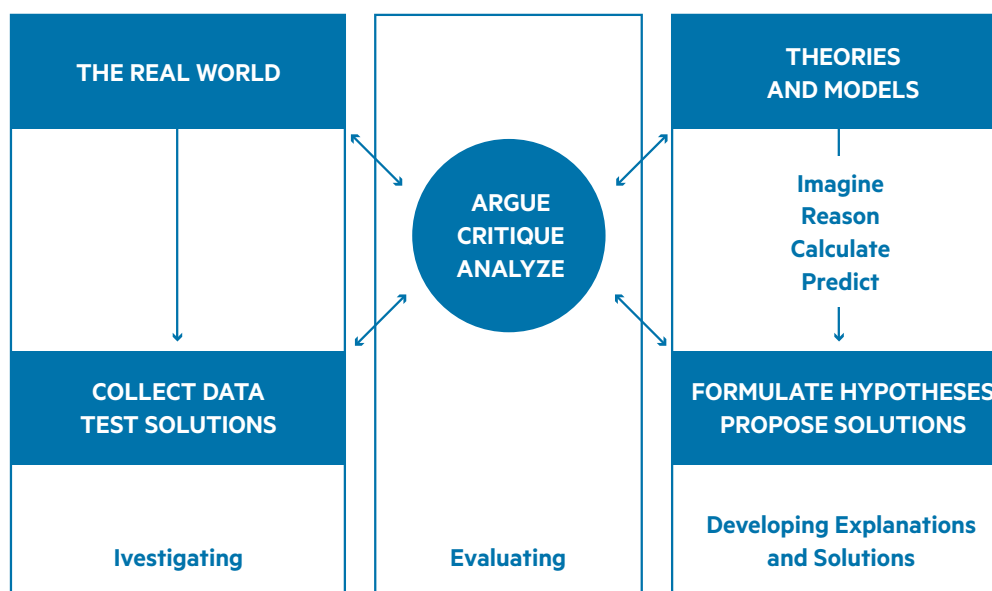 THE REAL WORLD
COLLECT DATA
TEST SOLUTIONS
Ivestigating
ARGUE
CRITIQUE
ANALYZE
Evaluating
THEORIES
AND MODELS
Imagine
Reason
Calculate
Predict
FORMULATE HYPOTHESES
PROPOSE SOLUTIONS
Developing Explanations
and Solutions